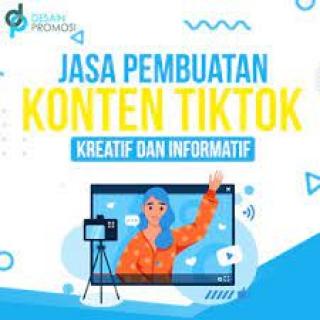 DESAIN
PROMOSI
JASA PEMBUATAN
KONTEN TIKTOK
KREATIF DAN INFORMATIF